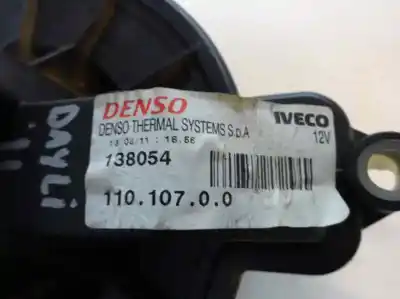 DENSO
DENSO THERMAL SYSTEMS S.p.A
IVECO
12V
138054
110.107.0.0
DAYLI